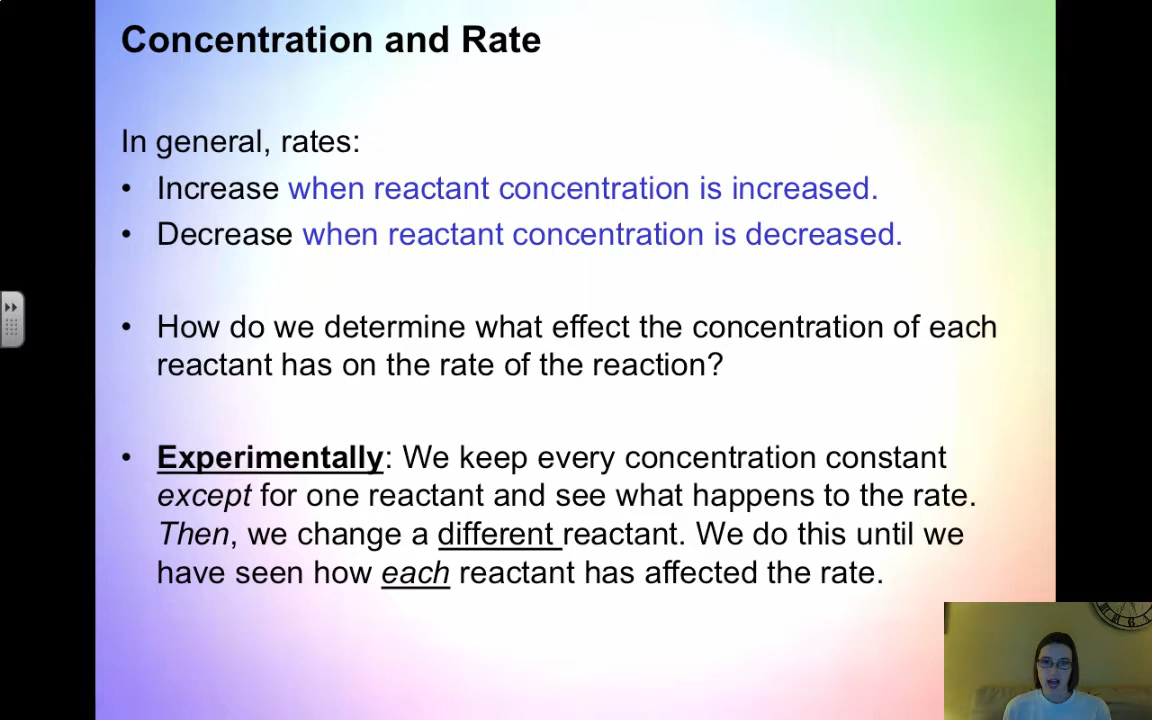 Concentration and Rate
In general, rates:
• Increase when reactant concentration is increased.
• Decrease when reactant concentration is decreased.
• How do we determine what effect the concentration of each
reactant has on the rate of the reaction?
• Experimentally: We keep every concentration constant
except for one reactant and see what happens to the rate.
Then, we change a different reactant. We do this until we
have seen how each reactant has affected the rate.